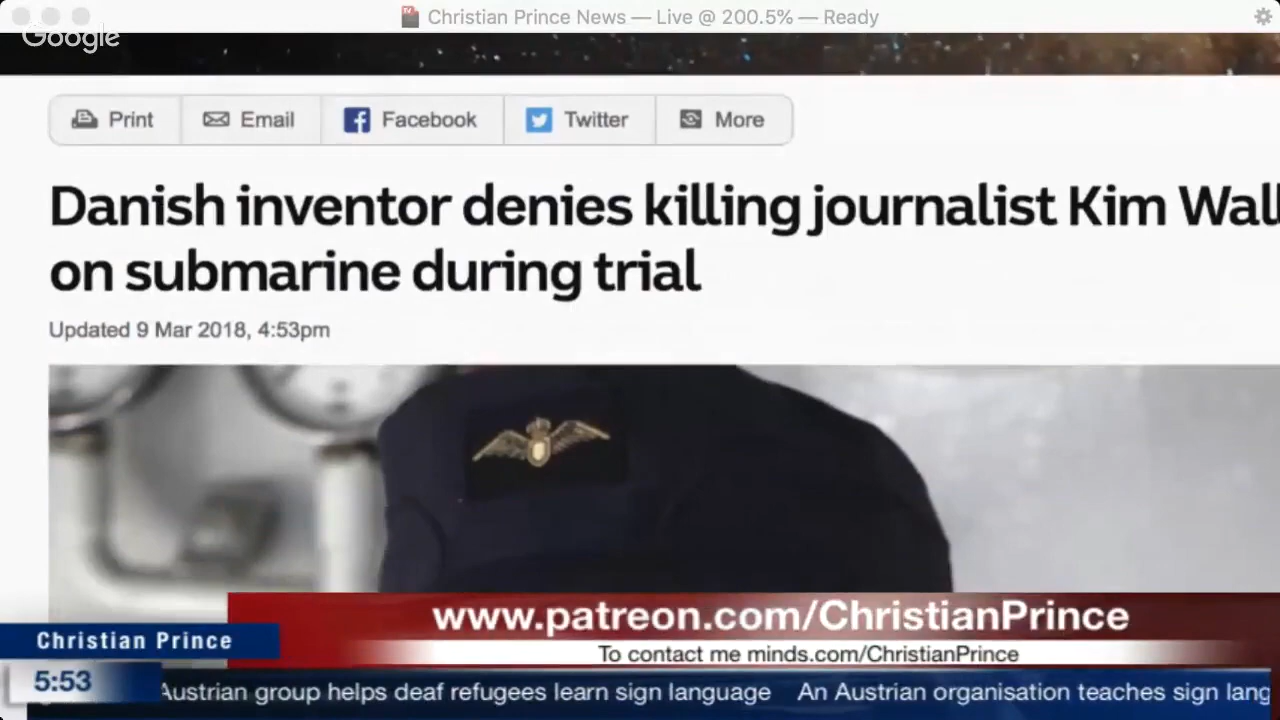 Christian Prince News — Live @ 200.5% — Ready
Google
Print
Email
Facebook
Twitter
More
Danish inventor denies killing journalist Kim Wall
on submarine during trial
Updated 9 Mar 2018, 4:53pm
www.patreon.com/ChristianPrince
Christian Prince
To contact me minds.com/ChristianPrince
5:53
Austrian group helps deaf refugees learn sign language An Austrian organisation teaches sign lang